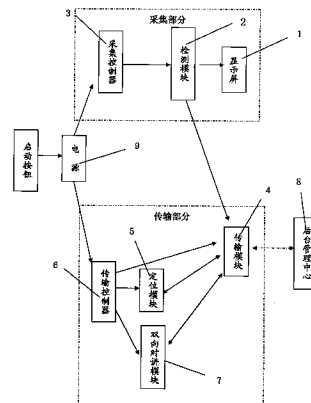 采集部分
3
2
1
采集控制器
检测模块
显示屏
启动按钮
电源
9
传输部分
4
8
5
传输模块
后台管理中心
6
传输控制器
定位模块
双向对讲模块
7